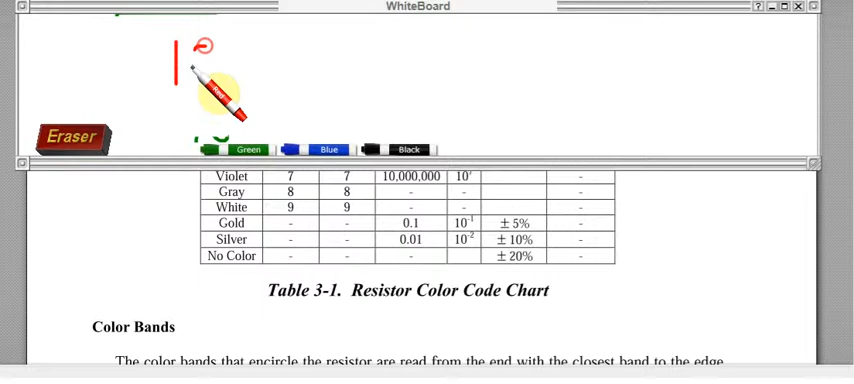 WhiteBoard
Red
Eraser
Green Blue Black
Violet 7 7 10,000,000 10 -
Gray 8 8 - - -
White 9 9 - - -
Gold - - 0.1 10-1 ± 5% -
Silver - - 0.01 10-2 ± 10% -
No Color - - - ± 20% -
Table 3-1. Resistor Color Code Chart
Color Bands
The color bands that encircle the resistor are read from the end with the closest band to the edge